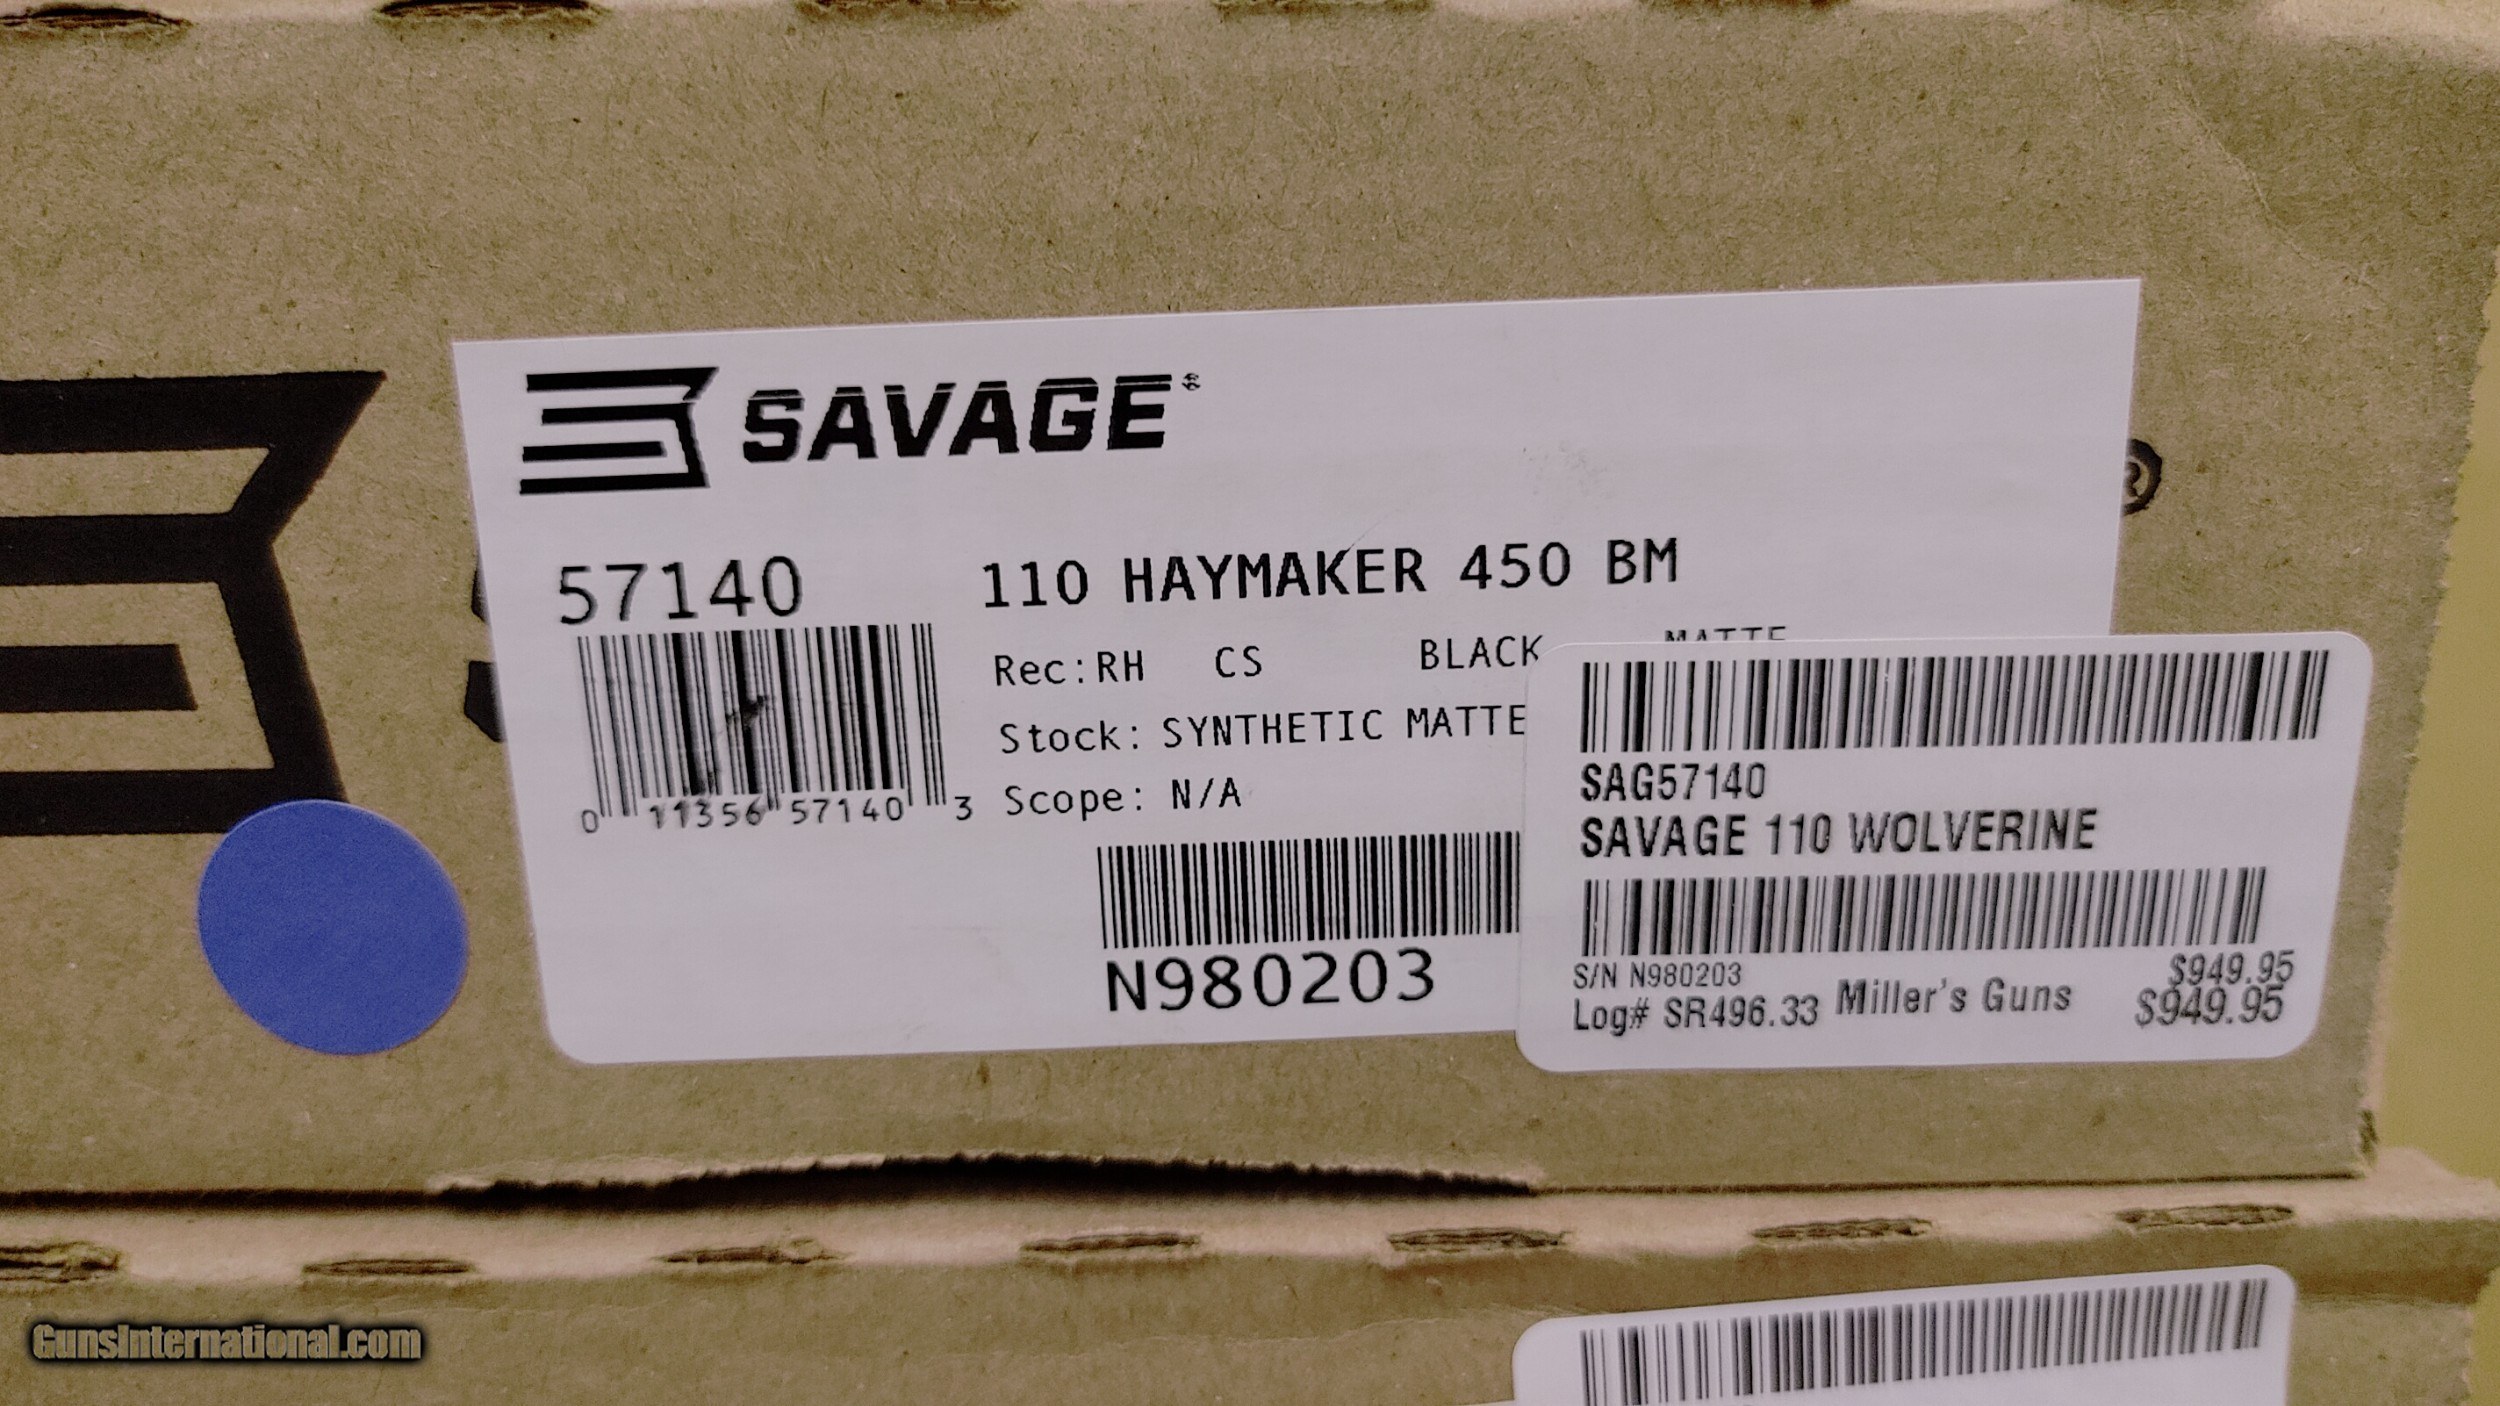 SAVAGE
57140
110 HAYMAKER 450 BM
Rec: RH CS BLACK MATTE
Stock: SYNTHETIC MATTE
0 11356 57140 3
Scope: N/A
N980203
SAG57140
SAVAGE 110 WOLVERINE
S/N N980203 $949.95
Log# SR496.33 Miller's Guns $949.95
GunsInternational.com